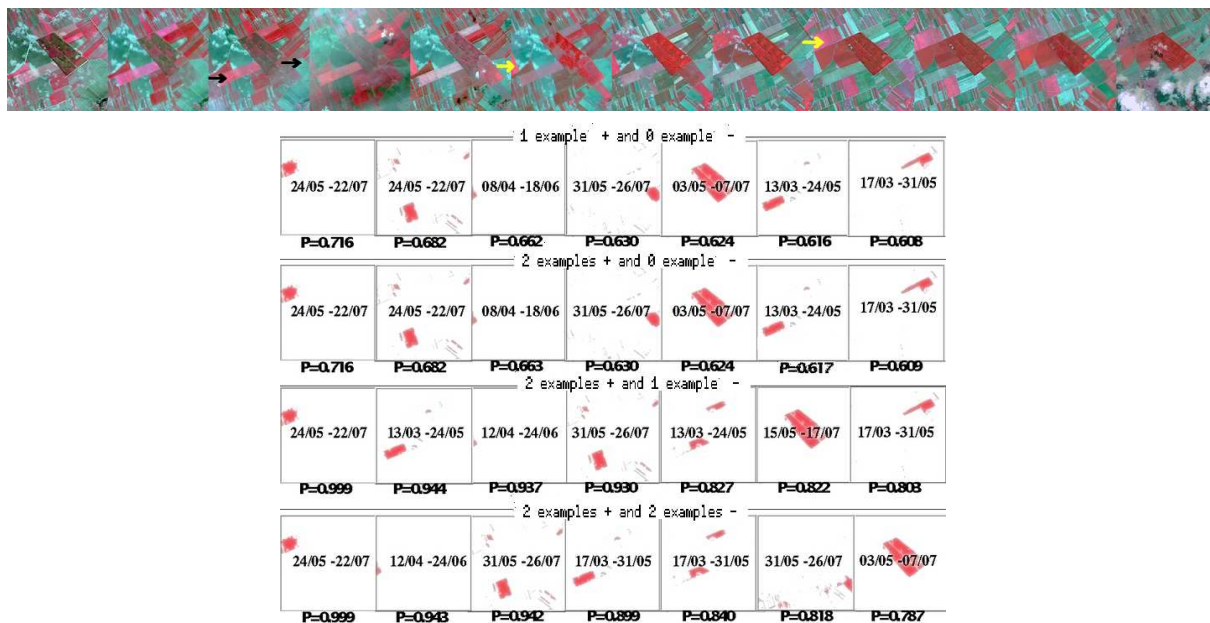 1 example + and 0 example -
24/05 -22/07 24/05 -22/07 08/04 -18/06 31/05 -26/07 03/05 -07/07 13/03 -24/05 17/03 -31/05
P=0.716 P=0.682 P=0.662 P=0.630 P=0.624 P=0.616 P=0.608
2 examples + and 0 example -
24/05 -22/07 24/05 -22/07 08/04 -18/06 31/05 -26/07 03/05 -07/07 13/03 -24/05 17/03 -31/05
P=0.716 P=0.682 P=0.663 P=0.630 P=0.624 P=0.617 P=0.609
2 examples + and 1 example -
24/05 -22/07 13/03 -24/05 12/04 -24/06 31/05 -26/07 13/03 -24/05 15/05 -17/07 17/03 -31/05
P=0.999 P=0.944 P=0.937 P=0.930 P=0.827 P=0.822 P=0.803
2 examples + and 2 examples -
24/05 -22/07 12/04 -24/06 31/05 -26/07 17/03 -31/05 17/03 -31/05 31/05 -26/07 03/05 -07/07
P=0.999 P=0.943 P=0.942 P=0.899 P=0.840 P=0.818 P=0.787